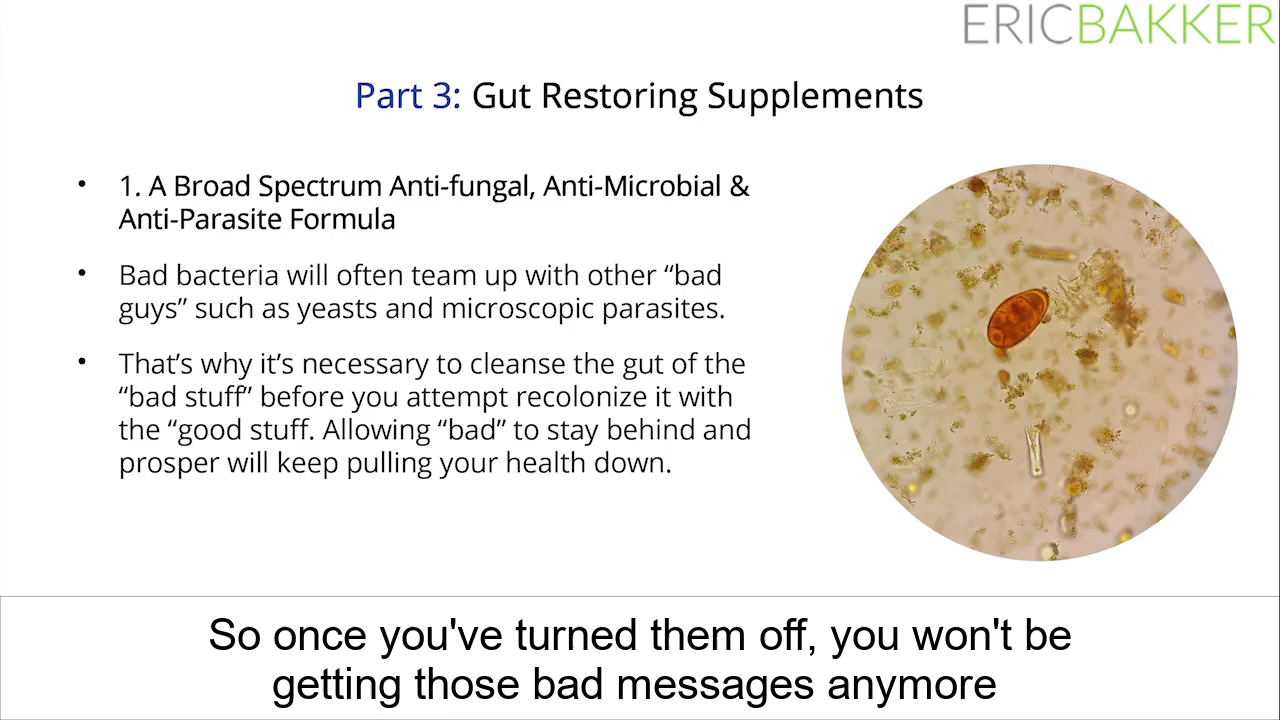 ERICBAKKER
Part 3: Gut Restoring Supplements
• 1. A Broad Spectrum Anti-fungal, Anti-Microbial &
Anti-Parasite Formula
• Bad bacteria will often team up with other “bad
guys” such as yeasts and microscopic parasites.
• That’s why it’s necessary to cleanse the gut of the
“bad stuff” before you attempt recolonize it with
the “good stuff. Allowing “bad” to stay behind and
prosper will keep pulling your health down.
So once you've turned them off, you won't be
getting those bad messages anymore